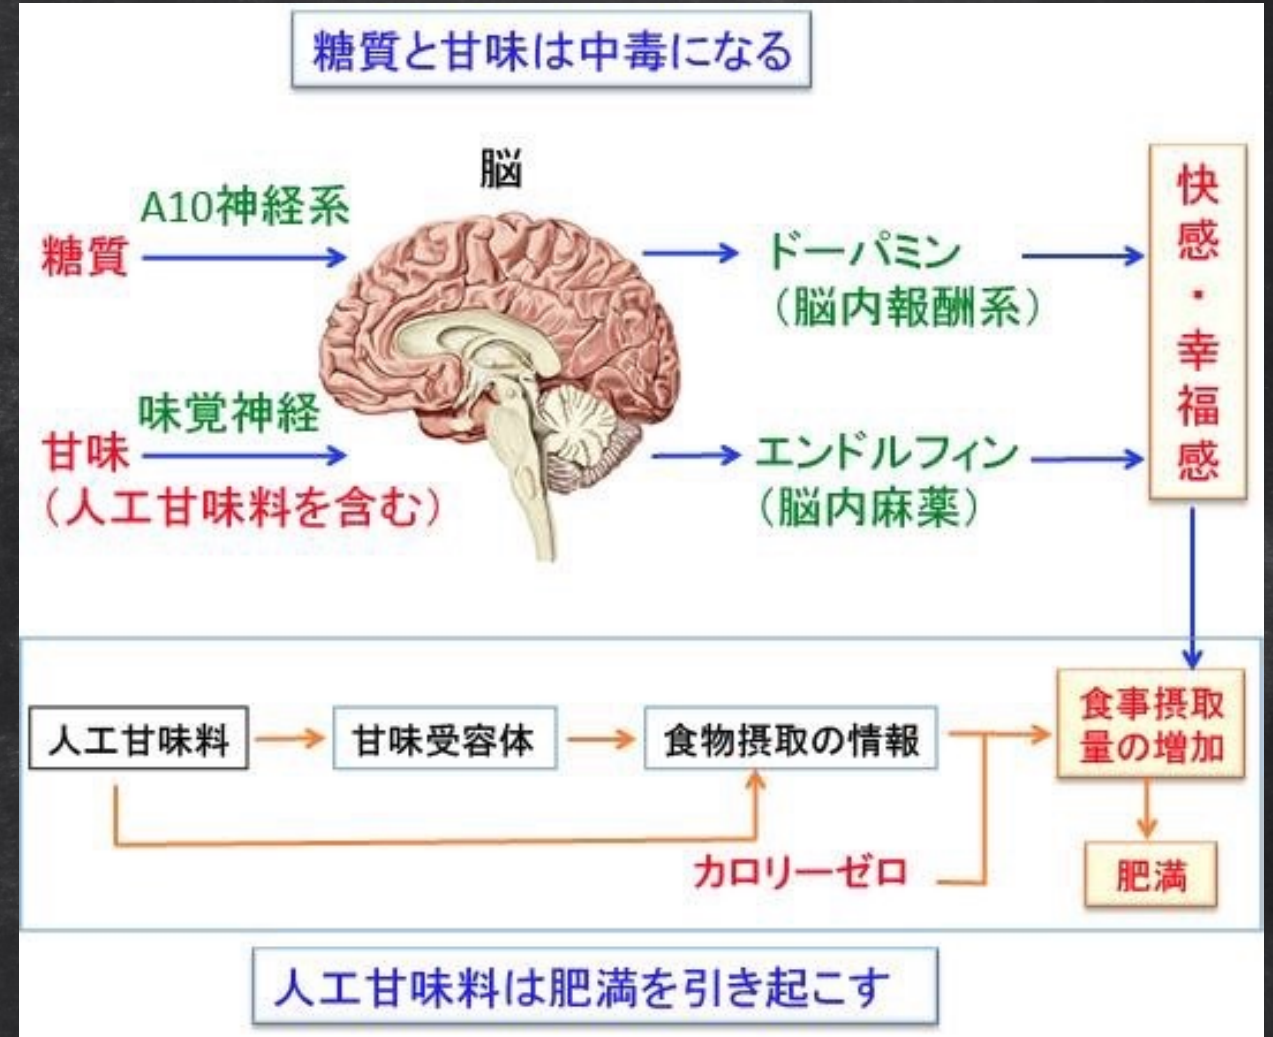 糖質と甘味は中毒になる
脳
A10神経系
糖質
ドーパミン
（脳内報酬系）
快感・幸福感
味覚神経
甘味
（人工甘味料を含む）
エンドルフィン
（脳内麻薬）
人工甘味料
甘味受容体
食物摂取の情報
食事摂取
量の増加
カロリーゼロ
肥満
人工甘味料は肥満を引き起こす